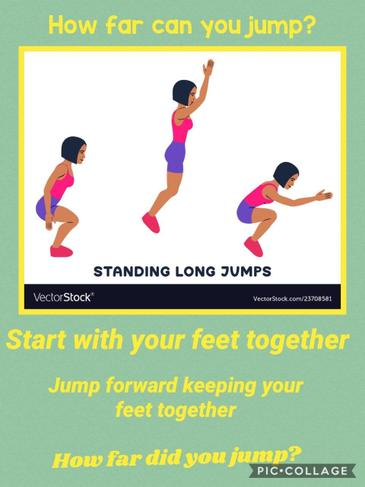 How far can you jump?
STANDING LONG JUMPS
VectorStock®
VectorStock.com/23708581
Start with your feet together
Jump forward keeping your
feet together
How far did you jump?
PIC•COLLAGE